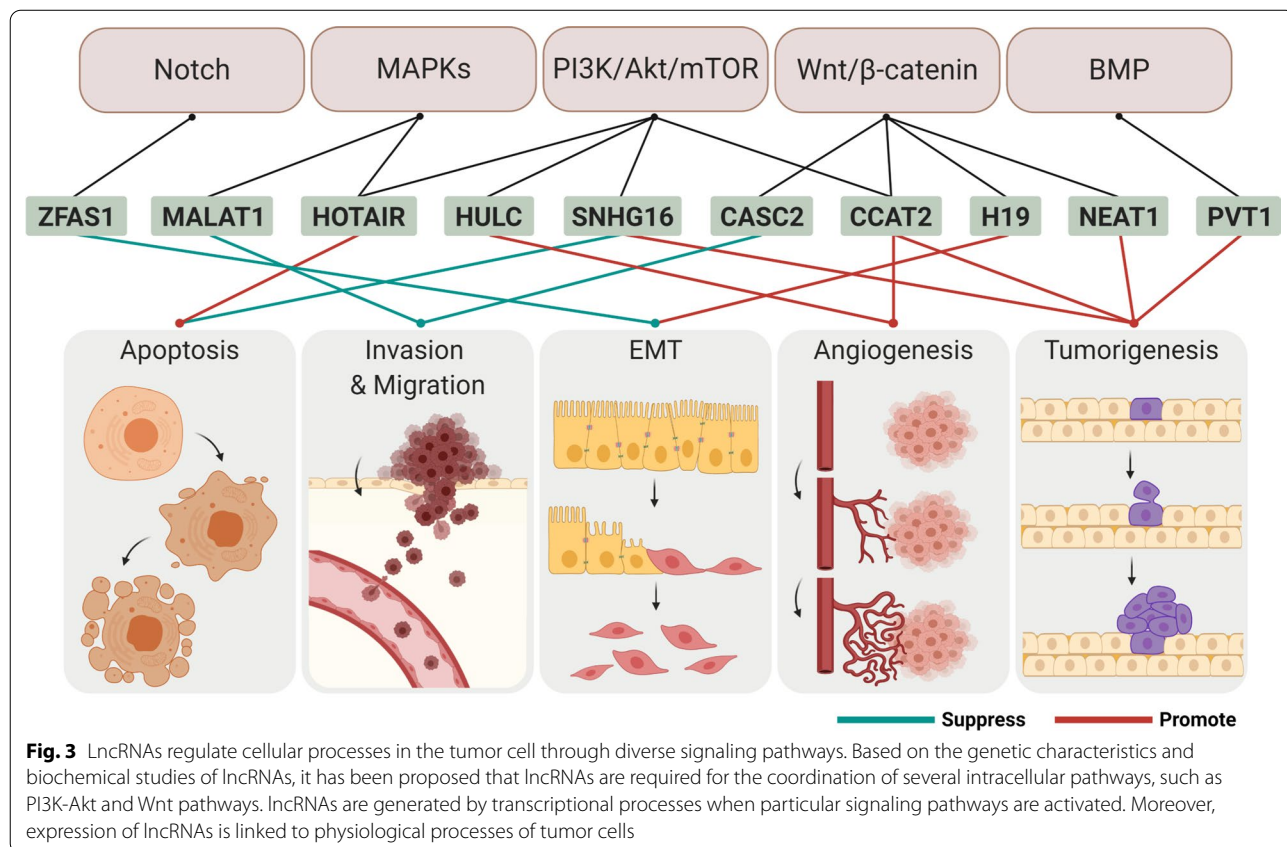 Notch
MAPKs
PI3K/Akt/mTOR
Wnt/β-catenin
BMP
ZFAS1
MALAT1
HOTAIR
HULC
SNHG16
CASC2
CCAT2
H19
NEAT1
PVT1
Apoptosis
Invasion
& Migration
EMT
Angiogenesis
Tumorigenesis
Suppress
Promote
Fig. 3 LncRNAs regulate cellular processes in the tumor cell through diverse signaling pathways. Based on the genetic characteristics and
biochemical studies of lncRNAs, it has been proposed that lncRNAs are required for the coordination of several intracellular pathways, such as
PI3K-Akt and Wnt pathways. lncRNAs are generated by transcriptional processes when particular signaling pathways are activated. Moreover,
expression of lncRNAs is linked to physiological processes of tumor cells